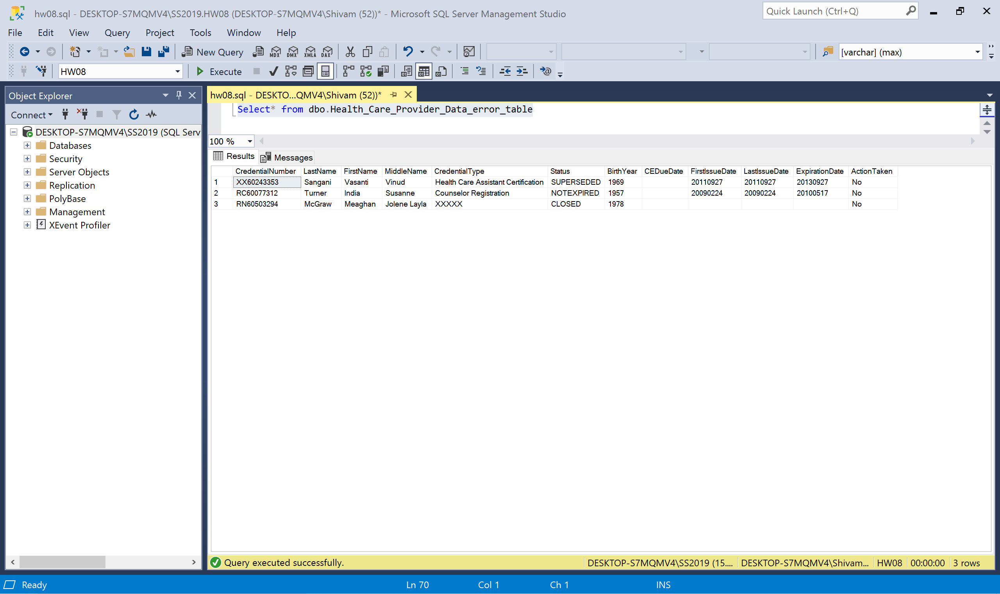 hw08.sql - DESKTOP-S7MQMV4\SS2019.HW08 (DESKTOP-S7MQMV4\Shivam (52))* - Microsoft SQL Server Management Studio
Quick Launch (Ctrl+Q)
File Edit View Query Project Tools Window Help
New Query MDX DMX XMLA DAX [varchar] (max)
HW08 Execute
Object Explorer
hw08.sql - DESKTO...QMV4\Shivam (52))*
Connect
Select* from dbo.Health_Care_Provider_Data_error_table
DESKTOP-S7MQMV4\SS2019 (SQL Serv
Databases
Security
Server Objects
Replication
PolyBase
Management
XEvent Profiler
100 %
Results Messages
CredentialNumber LastName FirstName MiddleName CredentialType Status BirthYear CEDueDate FirstIssueDate LastIssueDate ExpirationDate ActionTaken
1 XX60243353 Sangani Vasanti Vinud Health Care Assistant Certification SUPERSEDED 1969 20110927 20110927 20130927 No
2 RC60077312 Turner India Susanne Counselor Registration NOTEXPIRED 1957 20090224 20090224 20100517 No
3 RN60503294 McGraw Meaghan Jolene Layla XXXXX CLOSED 1978 No
Query executed successfully. DESKTOP-S7MQMV4\SS2019 (15.... DESKTOP-S7MQMV4\Shivam... HW08 00:00:00 3 rows
Ready Ln 70 Col 1 Ch 1 INS